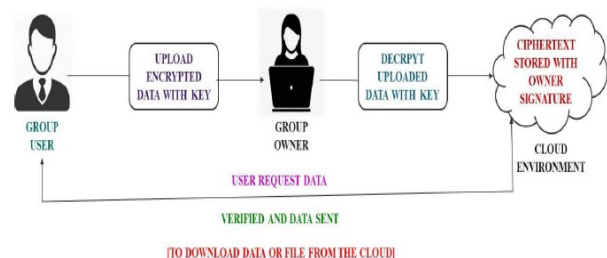 UPLOAD
ENCRYPTED
DATA WITH KEY
DECRPYT
UPLOADED
DATA WITH KEY
CIPHERTEXT
STORED WITH
OWNER
SIGNATURE
GROUP
USER
GROUP
OWNER
CLOUD
ENVIRONMENT
USER REQUEST DATA
VERIFIED AND DATA SENT
[TO DOWNLOAD DATA OR FILE FROM THE CLOUD]